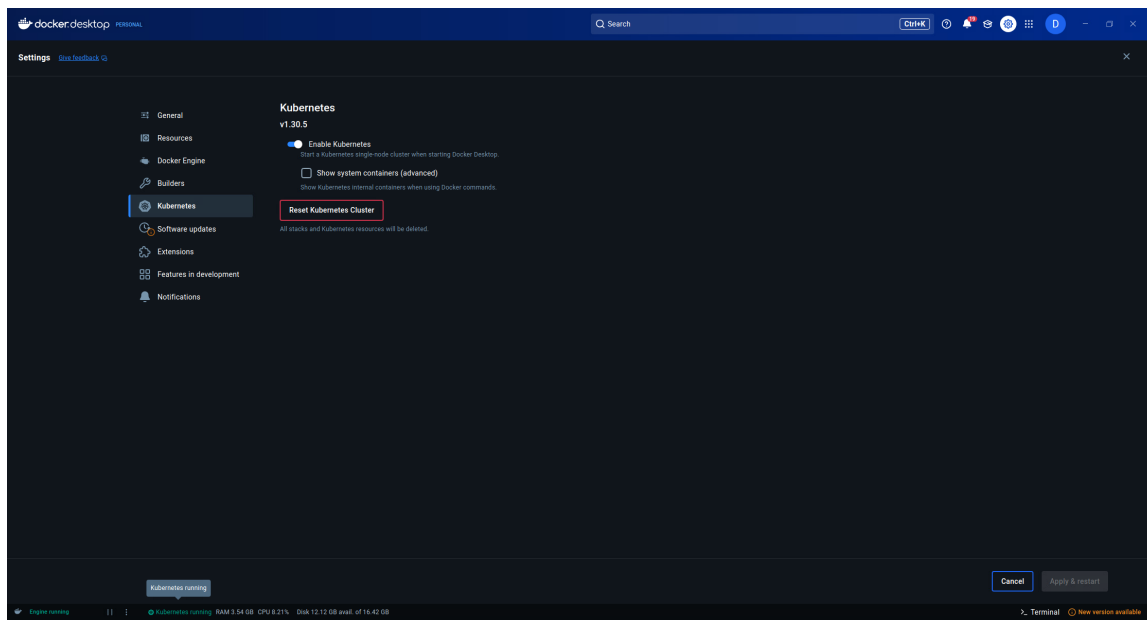 docker.desktop PERSONAL
Search
Ctrl+K
19
D
Settings Give feedback
General
Resources
Docker Engine
Builders
Kubernetes
Software updates
Extensions
Features in development
Notifications
Kubernetes
v1.30.5
Enable Kubernetes
Start a Kubernetes single-node cluster when starting Docker Desktop.
Show system containers (advanced)
Show Kubernetes internal containers when using Docker commands.
Reset Kubernetes Cluster
All stacks and Kubernetes resources will be deleted.
Cancel
Apply & restart
Kubernetes running
Engine running
Kubernetes running RAM 3.54 GB CPU 8.21% Disk 12.12 GB avail. of 16.42 GB
>_ Terminal
New version available